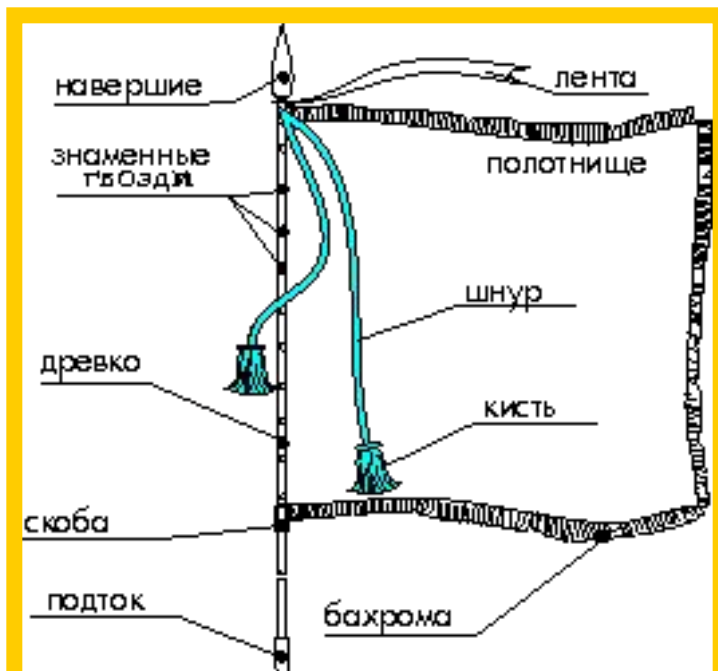 навершие
лента
знаменные
гвозди
полотнище
шнур
древко
кисть
скоба
подток
бахрома